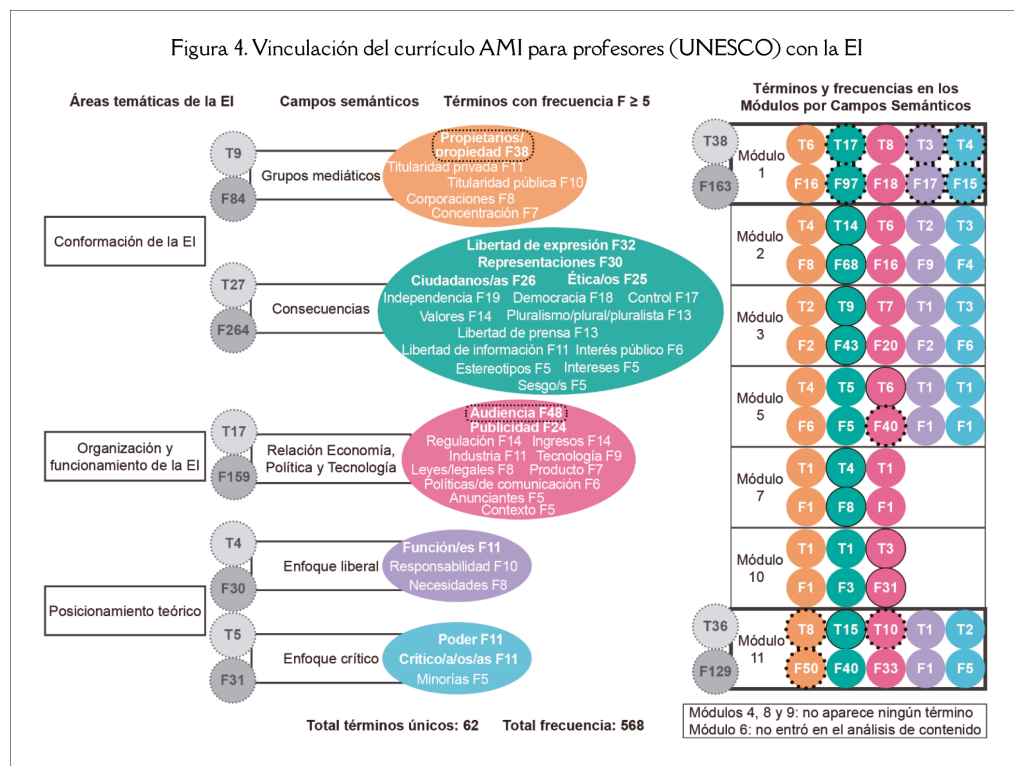 Figura 4. Vinculación del currículo AMI para profesores (UNESCO) con la EI
Áreas temáticas de la EI
Campos semánticos
Términos con frecuencia F ≥ 5
Conformación de la EI
T9
F84
Grupos mediáticos
Propietarios/
propiedad F38
Titularidad privada F11
Titularidad pública F10
Corporaciones F8
Concentración F7
T27
F264
Consecuencias
Libertad de expresión F32
Representaciones F30
Ciudadanos/as F26 Ética/os F25
Independencia F19 Democracia F18 Control F17
Valores F14 Pluralismo/plural/pluralista F13
Libertad de prensa F13
Libertad de información F11 Interés público F6
Estereotipos F5 Intereses F5
Sesgo/s F5
Organización y
funcionamiento de la EI
T17
F159
Relación Economía,
Política y Tecnología
Audiencia F48
Publicidad F24
Regulación F14 Ingresos F14
Industria F11 Tecnología F9
Leyes/legales F8 Producto F7
Políticas/de comunicación F6
Anunciantes F5
Contexto F5
Posicionamiento teórico
T4
F30
Enfoque liberal
Función/es F11
Responsabilidad F10
Necesidades F8
T5
F31
Enfoque crítico
Poder F11
Crítico/a/os/as F11
Minorías F5
Total términos únicos: 62 Total frecuencia: 568
Términos y frecuencias en los
Módulos por Campos Semánticos
T38
F163
Módulo
1
T6 T17 T8 T3 T4
F16 F97 F18 F17 F15
Módulo
2
T4 T14 T6 T2 T3
F8 F68 F16 F9 F4
Módulo
3
T2 T9 T7 T1 T3
F2 F43 F20 F2 F6
Módulo
5
T4 T5 T6 T1 T1
F6 F5 F40 F1 F1
Módulo
7
T1 T4 T1
F1 F8 F1
Módulo
10
T1 T1 T3
F1 F3 F31
T36
F129
Módulo
11
T8 T15 T10 T1 T2
F50 F40 F33 F1 F5
Módulos 4, 8 y 9: no aparece ningún término
Módulo 6: no entró en el análisis de contenido